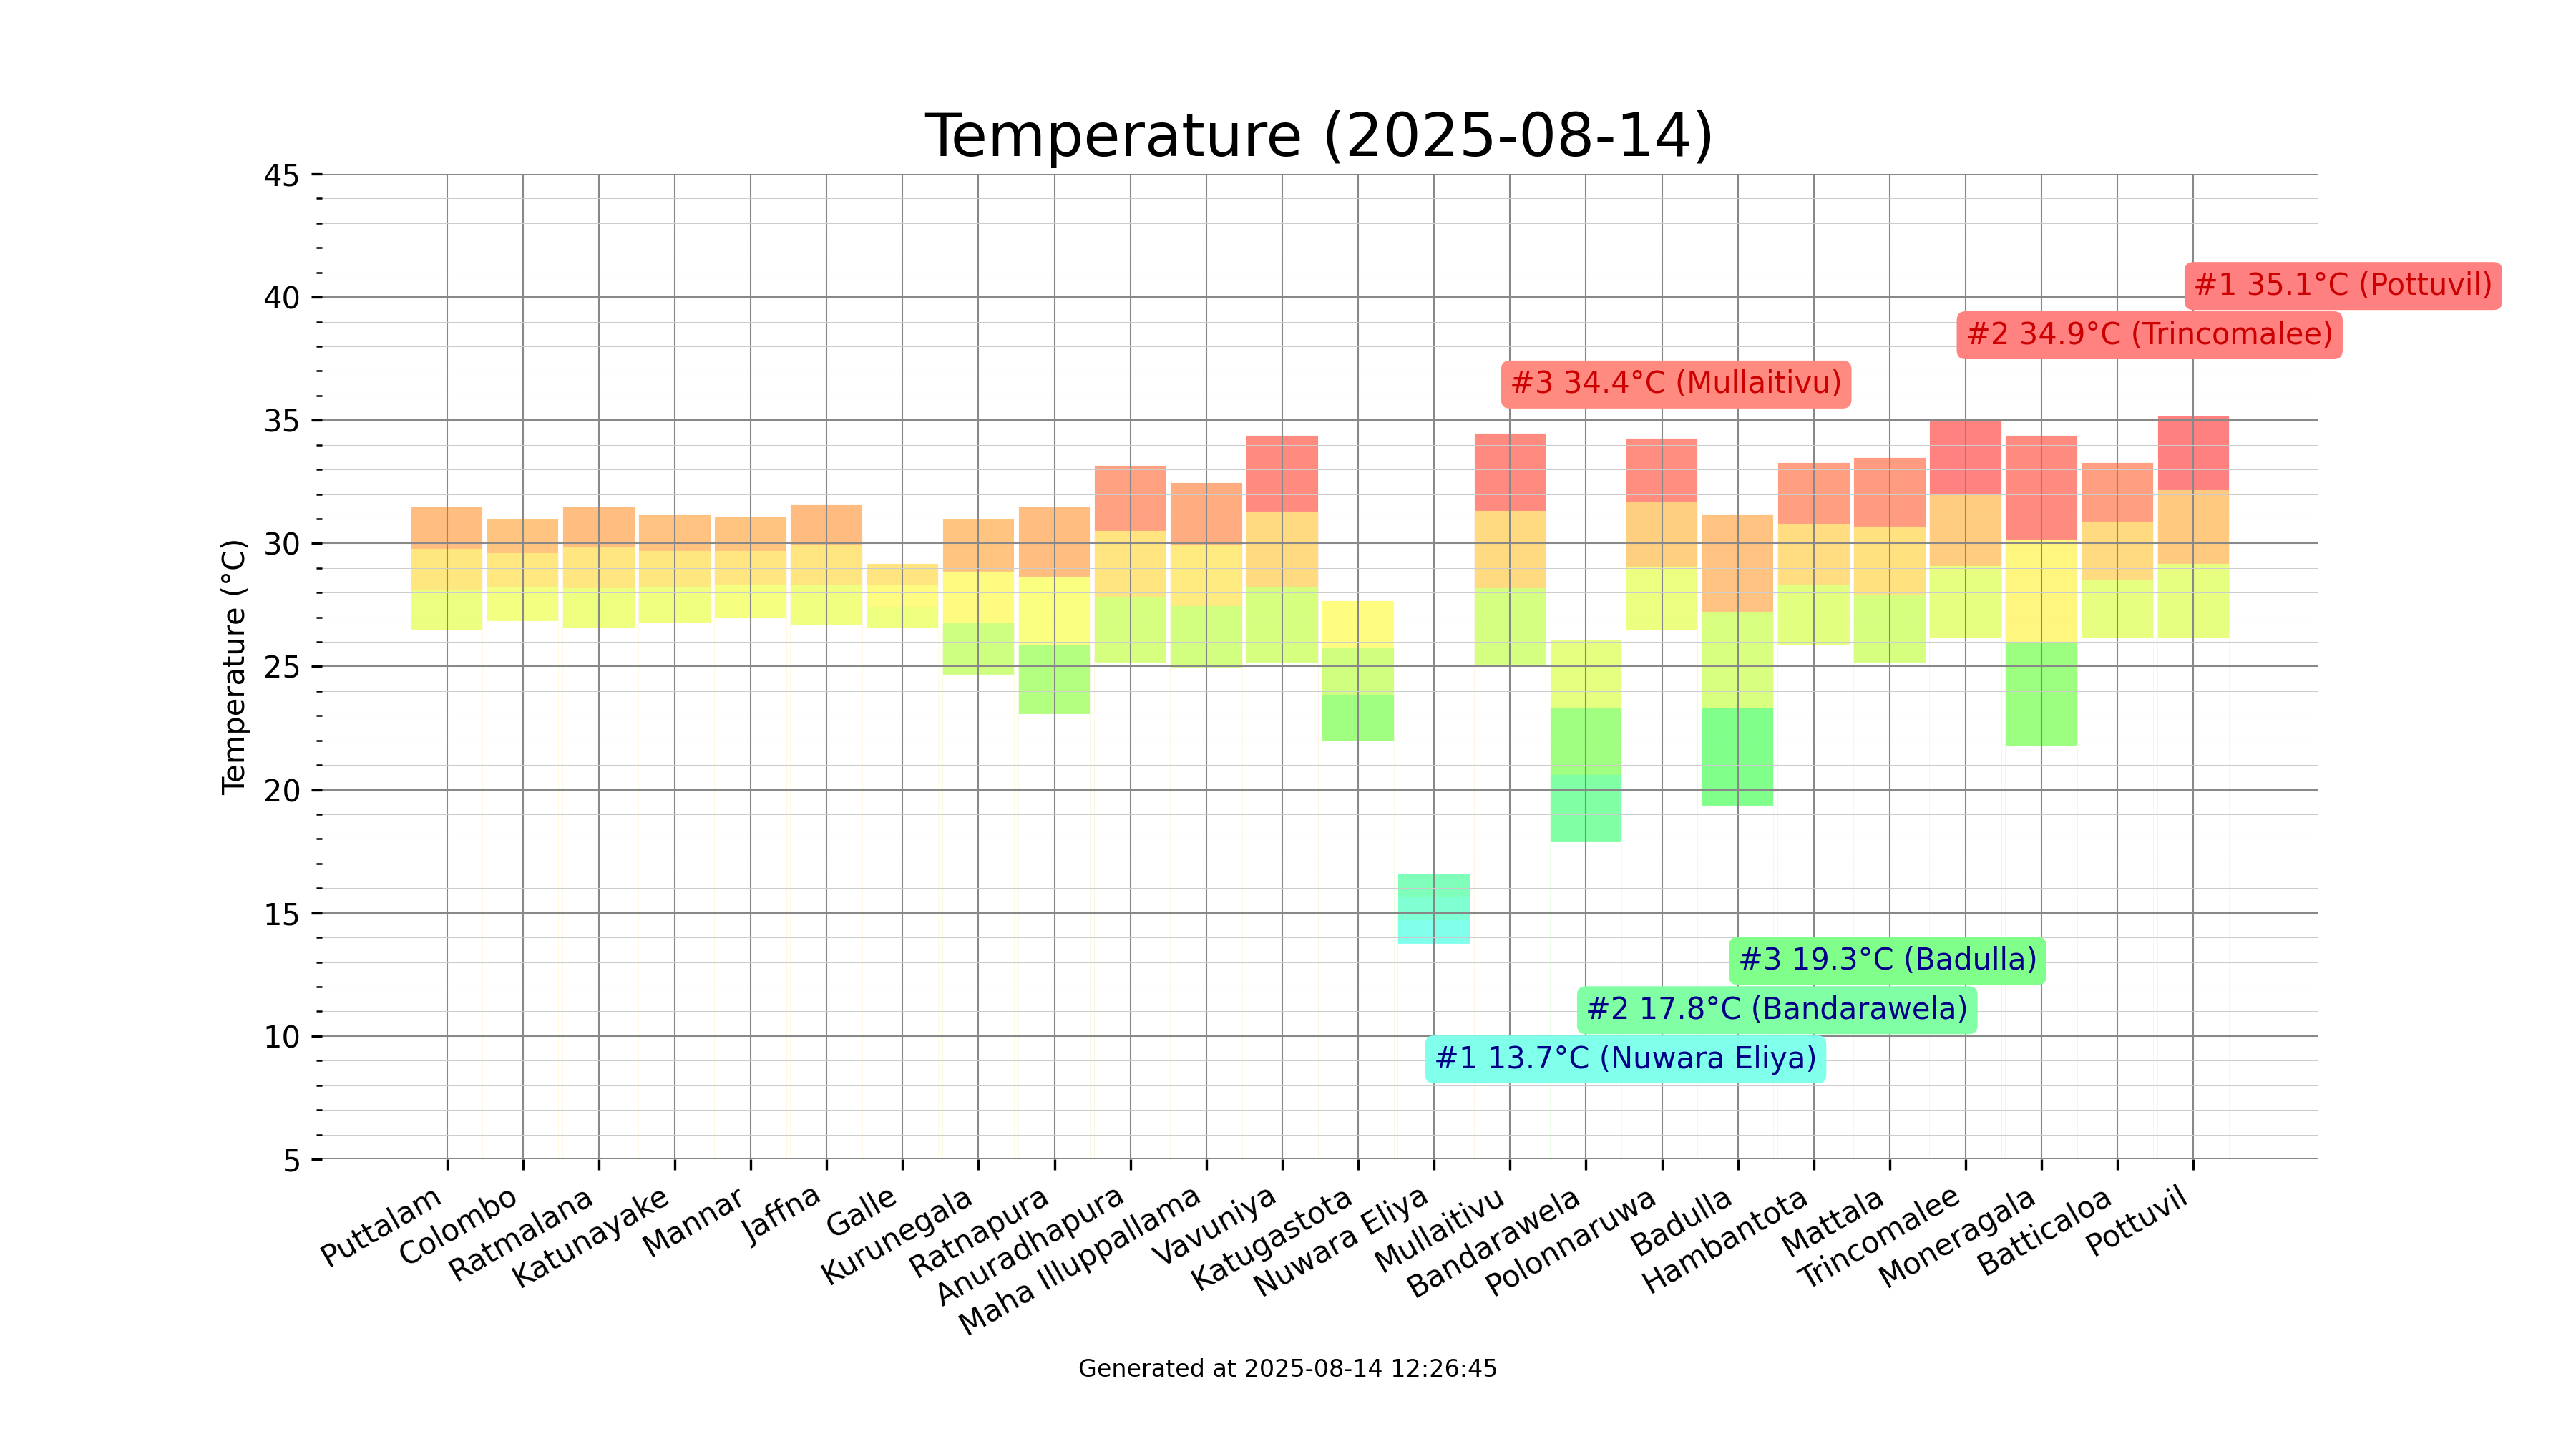 Temperature (2025-08-14)
Temperature (°C)
45
40
35
30
25
20
15
10
5
#1 35.1°C (Pottuvil)
#2 34.9°C (Trincomalee)
#3 34.4°C (Mullaitivu)
#3 19.3°C (Badulla)
#2 17.8°C (Bandarawela)
#1 13.7°C (Nuwara Eliya)
Puttalam
Colombo
Ratmalana
Katunayake
Mannar
Jaffna
Galle
Kurunegala
Ratnapura
Anuradhapura
Maha Illuppallama
Vavuniya
Katugastota
Nuwara Eliya
Mullaitivu
Bandarawela
Polonnaruwa
Badulla
Hambantota
Mattala
Trincomalee
Moneragala
Batticaloa
Pottuvil
Generated at 2025-08-14 12:26:45